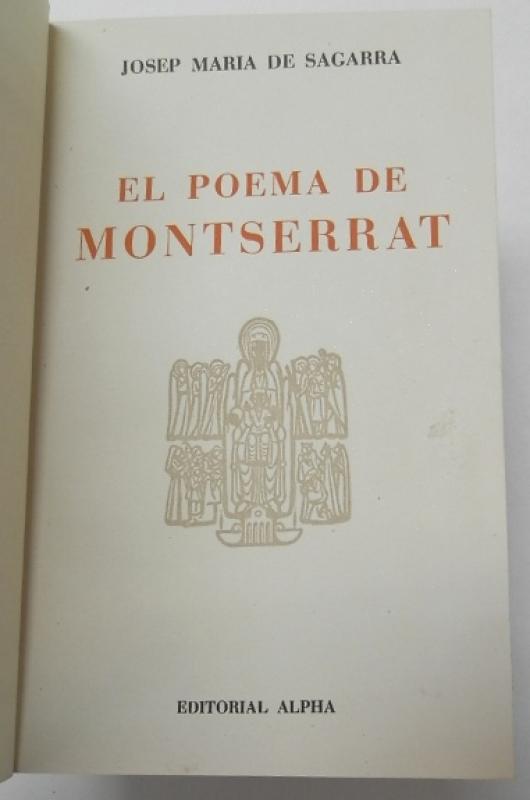 JOSEP MARIA DE SAGARRA
EL POEMA DE
MONTSERRAT
EDITORIAL ALPHA